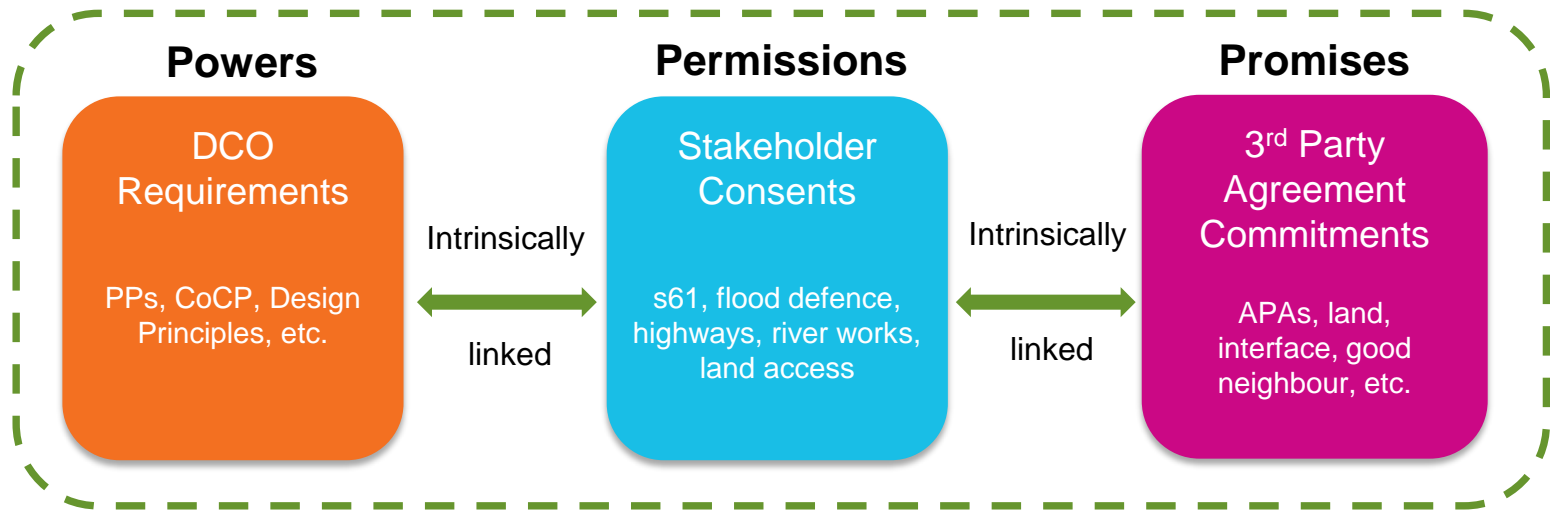 Powers
DCO
Requirements
PPs, CoCP, Design
Principles, etc.
Intrinsically
linked
Permissions
Stakeholder
Consents
s61, flood defence,
highways, river works,
land access
Intrinsically
linked
Promises
3rd Party
Agreement
Commitments
APAs, land,
interface, good
neighbour, etc.